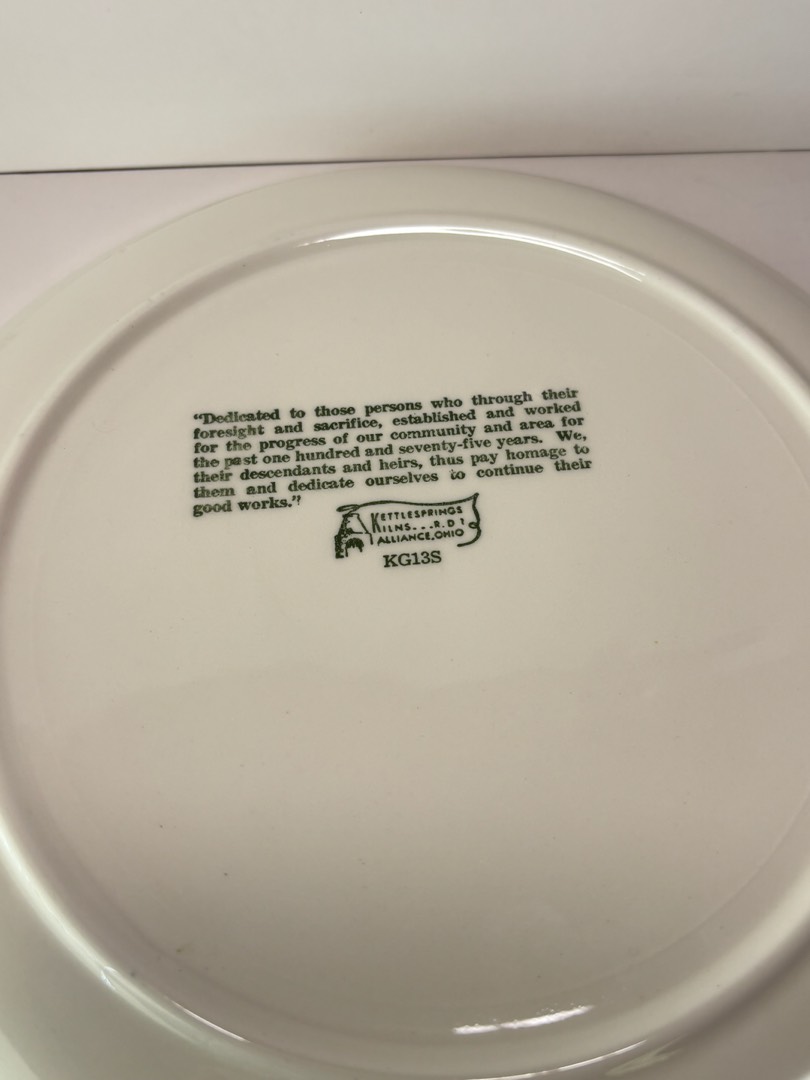 “Dedicated to those persons who through their
foresight and sacrifice, established and worked
for the progress of our community and area for
the past one hundred and seventy-five years. We,
their descendants and heirs, thus pay homage to
them and dedicate ourselves to continue their
good works.”
KETTLESPRINGS
KILNS...R.D 1
ALLIANCE,OHIO
KG13S